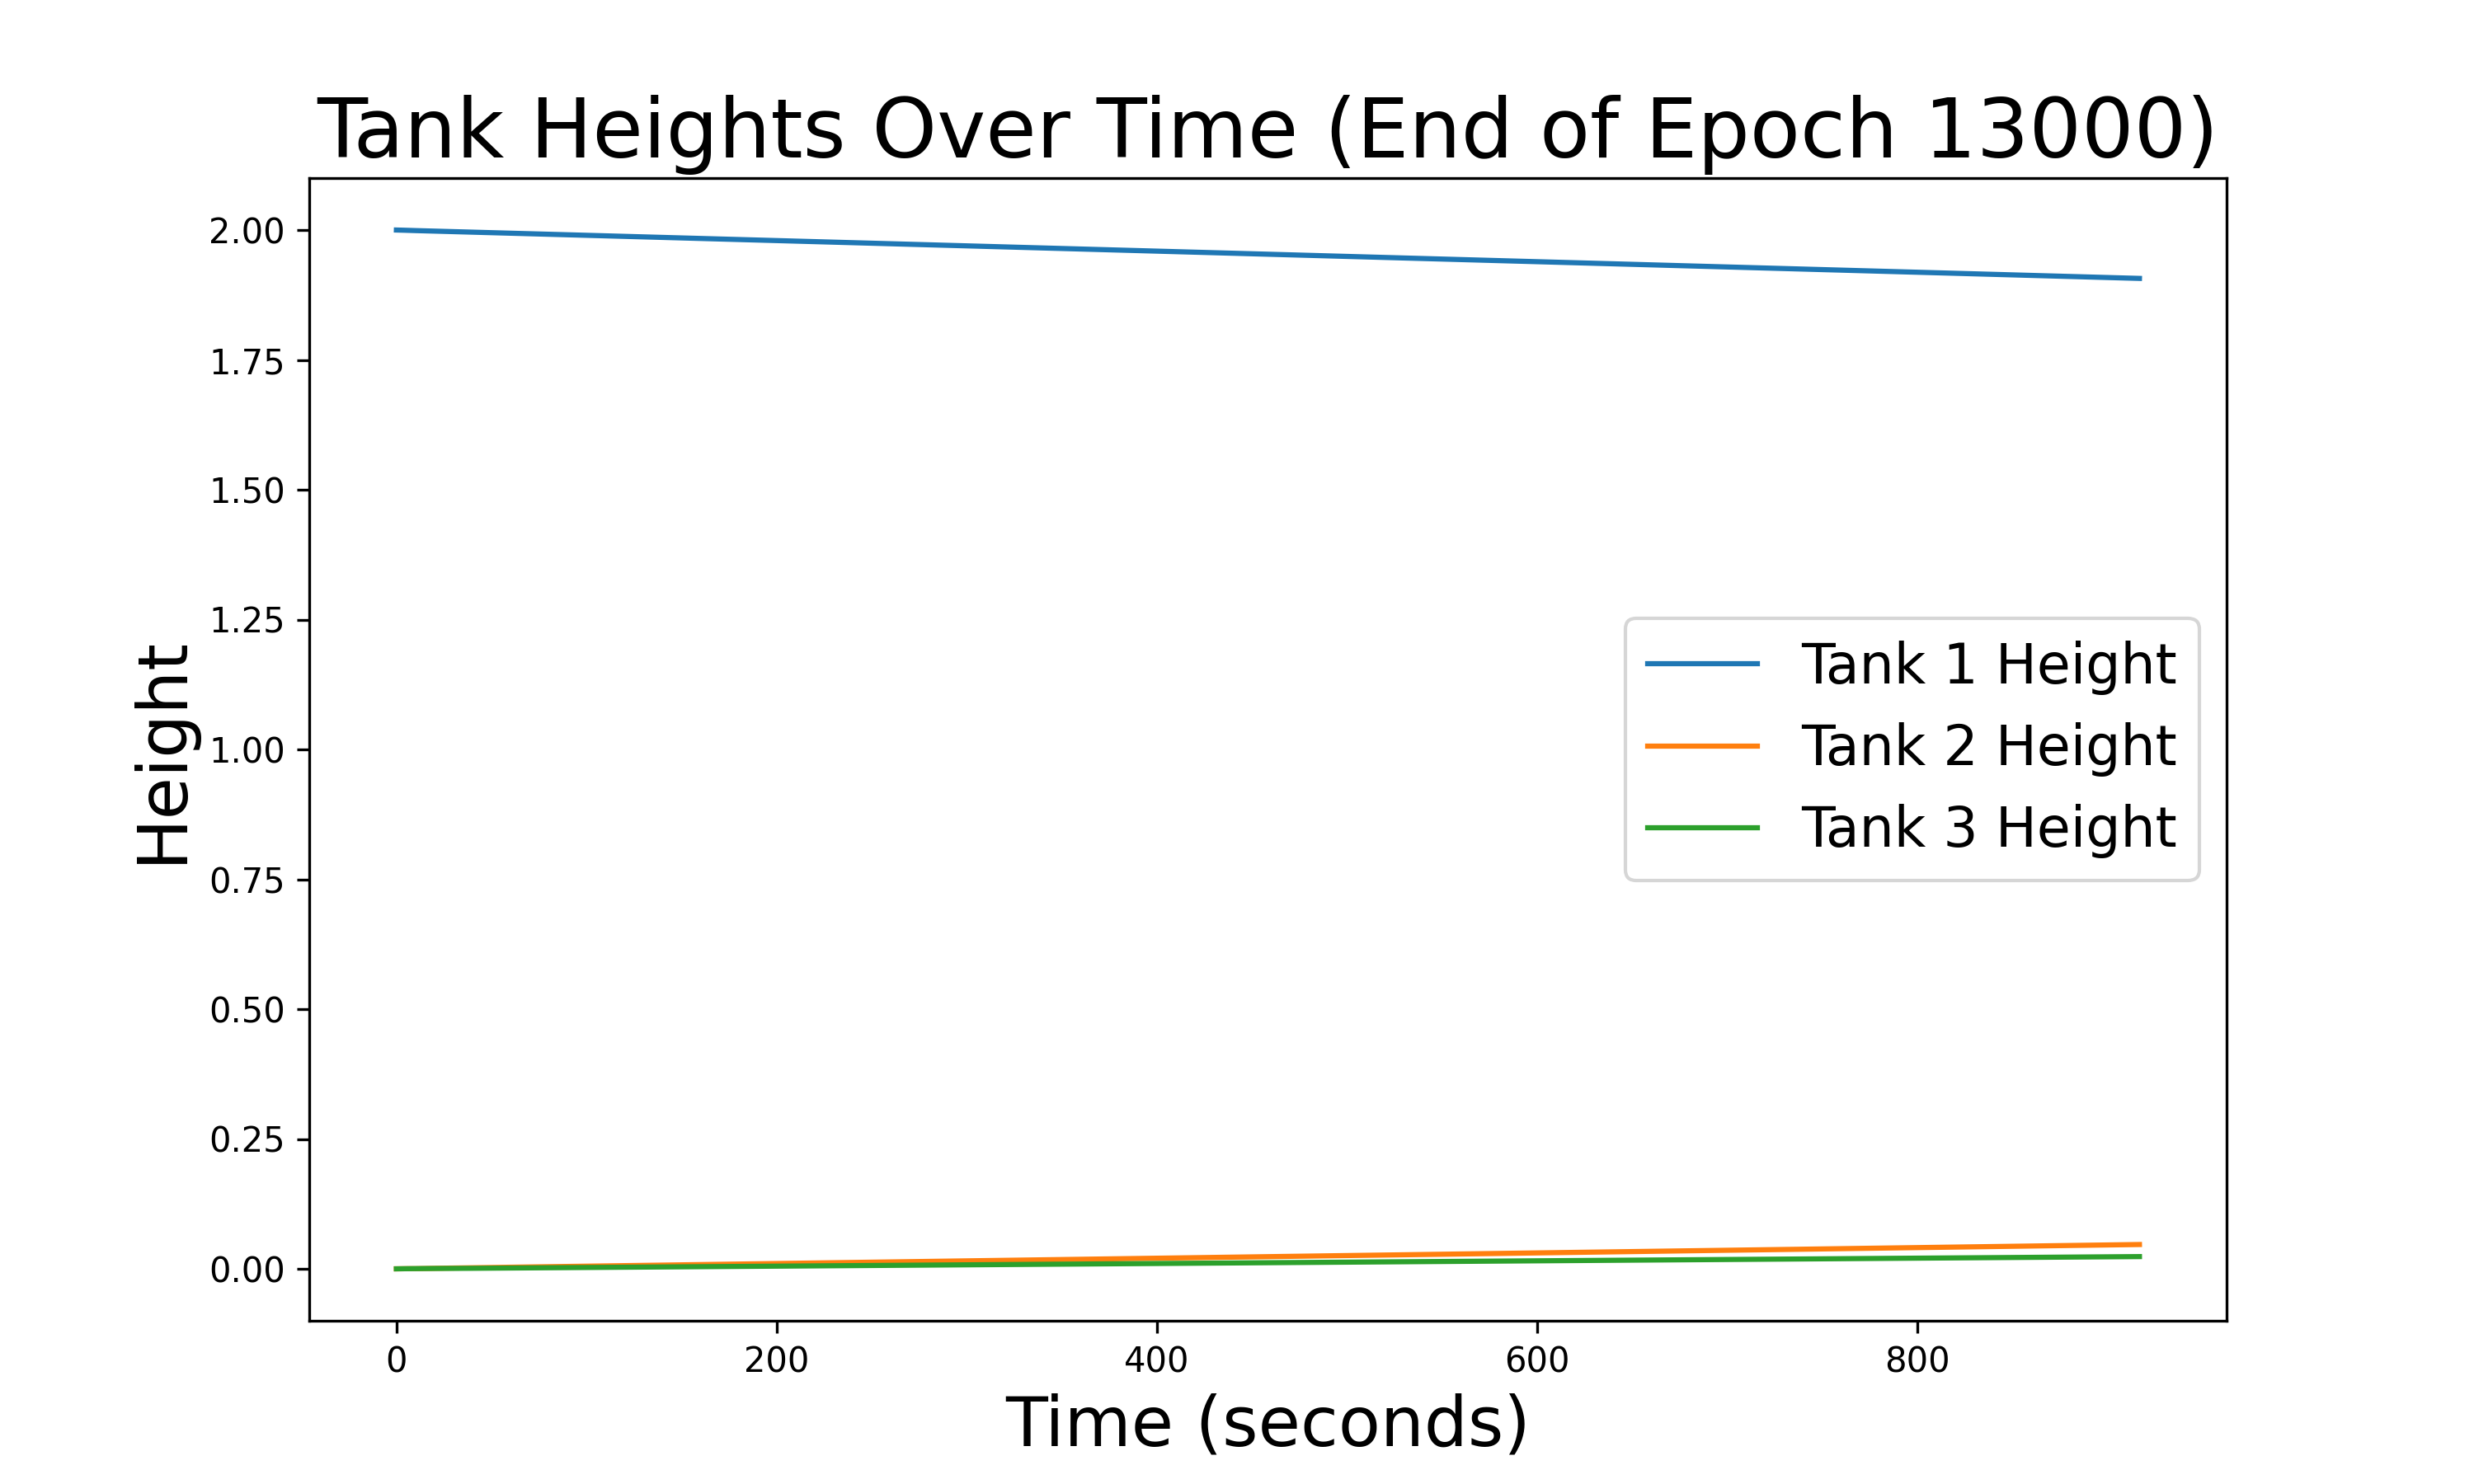 Tank Heights Over Time (End of Epoch 13000)
Height
2.00
1.75
1.50
1.25
1.00
0.75
0.50
0.25
0.00
Tank 1 Height
Tank 2 Height
Tank 3 Height
0 200 400 600 800
Time (seconds)